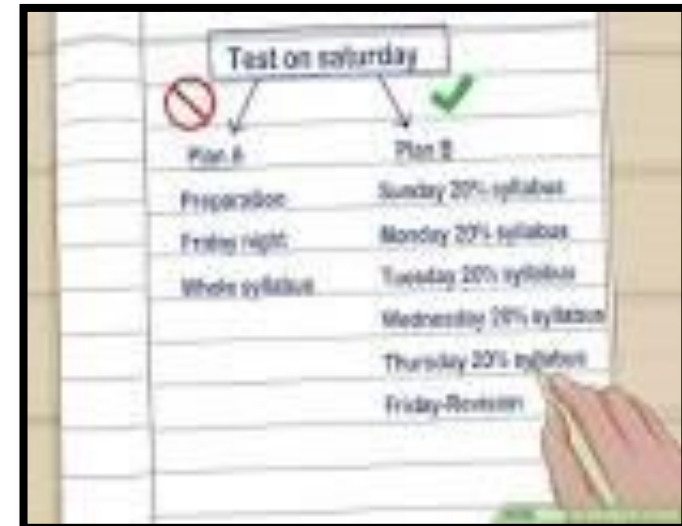 Test on saturday
Plan A
Preparation
Friday night
Whole syllabus
Plan B
Sunday 20% syllabus
Monday 20% syllabus
Tuesday 20% syllabus
Wednesday 20% syllabus
Thursday 20% syllabus
Friday-Revision